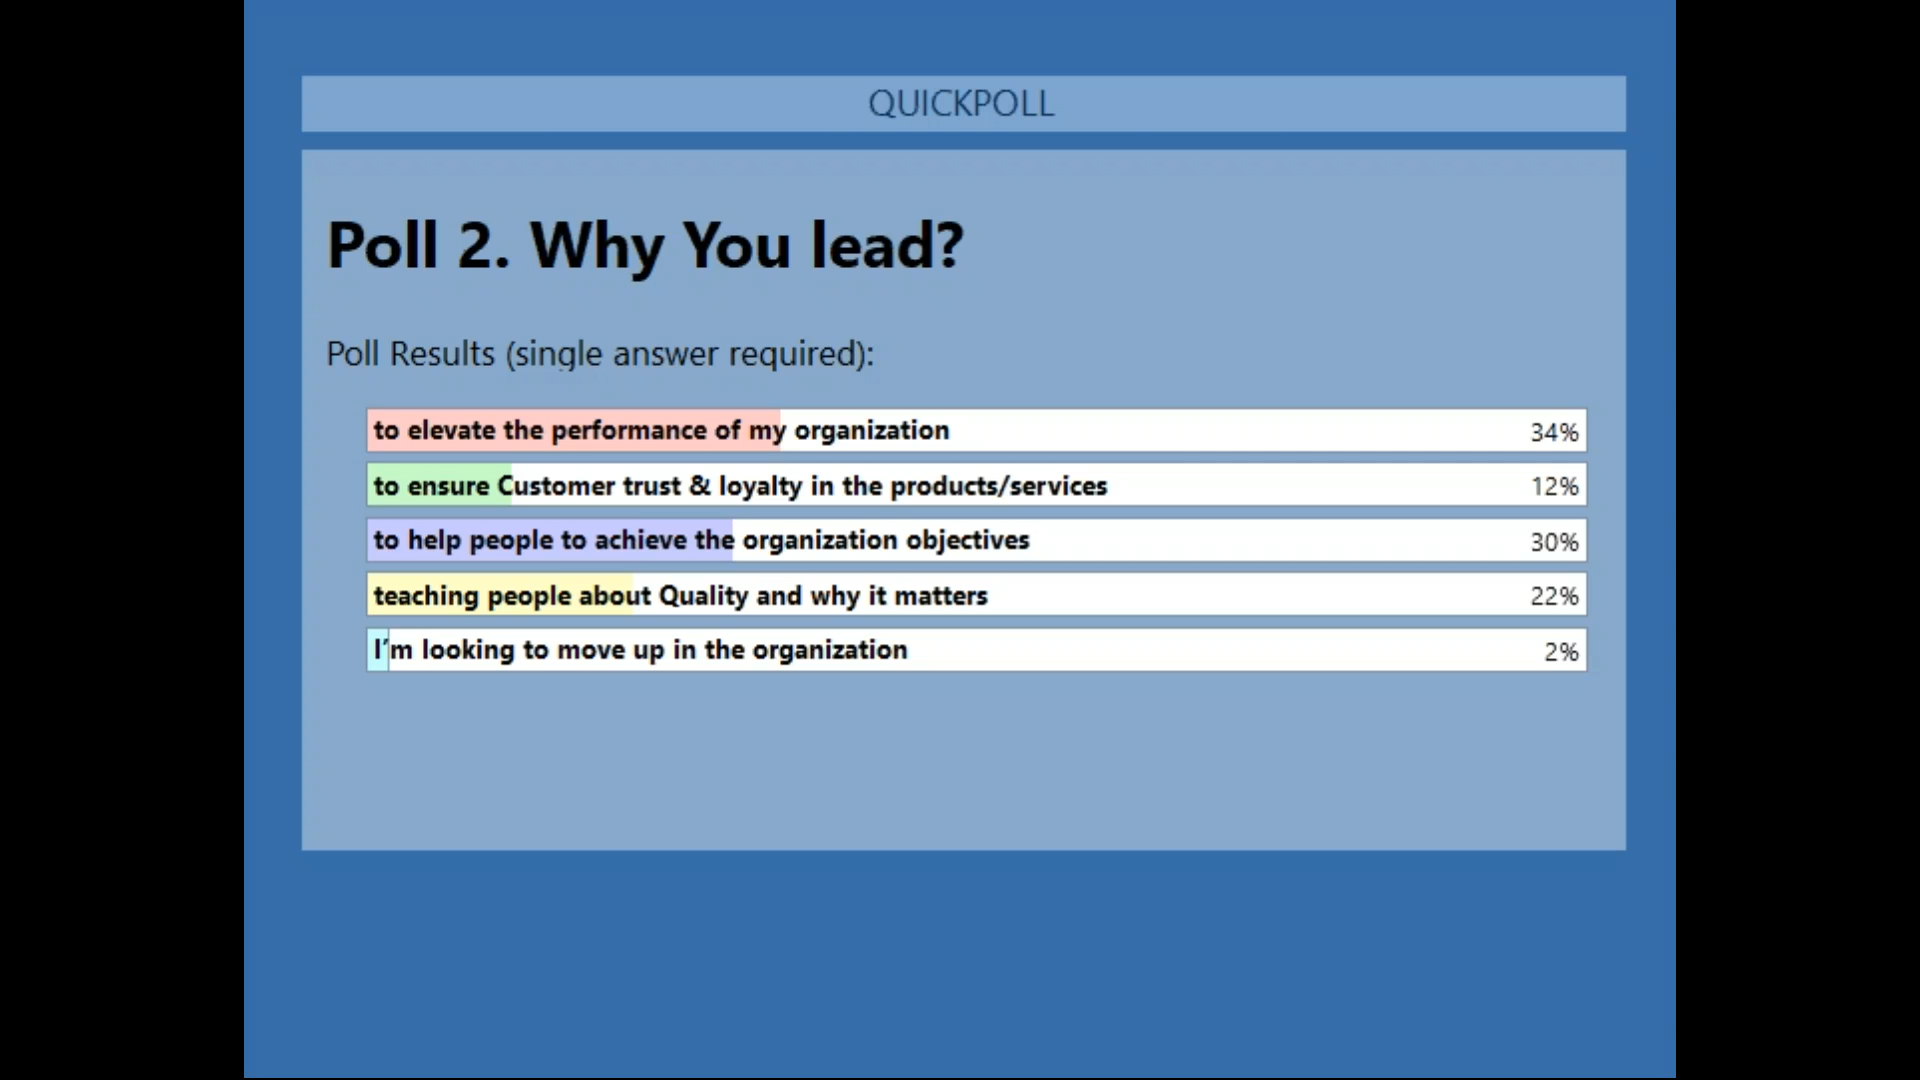 QUICKPOLL
Poll 2. Why You lead?
Poll Results (single answer required):
to elevate the performance of my organization 34%
to ensure Customer trust & loyalty in the products/services 12%
to help people to achieve the organization objectives 30%
teaching people about Quality and why it matters 22%
I'm looking to move up in the organization 2%